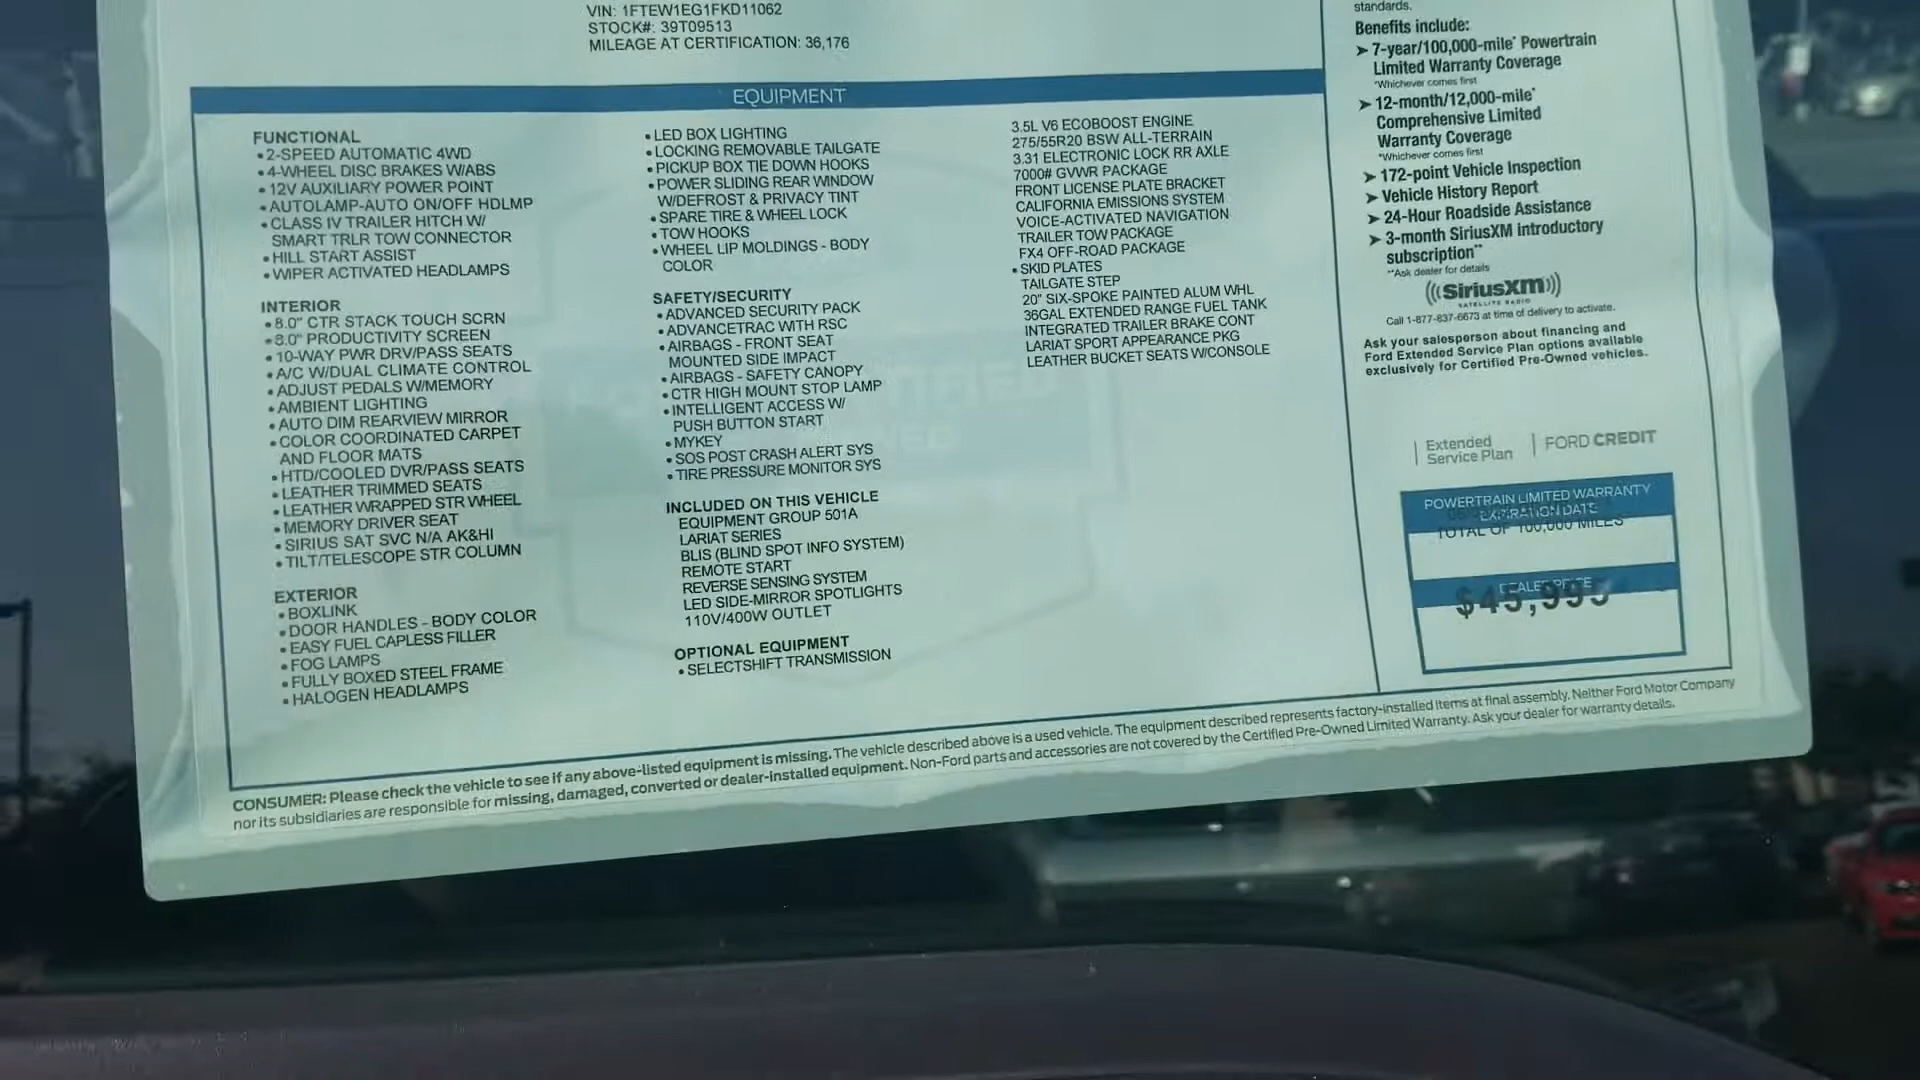 VIN: 1FTEW1EG1FKD11062
STOCK#: 39T09513
MILEAGE AT CERTIFICATION: 36,176
EQUIPMENT
FUNCTIONAL
• 2-SPEED AUTOMATIC 4WD
• 4-WHEEL DISC BRAKES W/ABS
• 12V AUXILIARY POWER POINT
• AUTOLAMP-AUTO ON/OFF HDLMP
• CLASS IV TRAILER HITCH W/
SMART TRLR TOW CONNECTOR
• HILL START ASSIST
• WIPER ACTIVATED HEADLAMPS
INTERIOR
• 8.0" CTR STACK TOUCH SCRN
• 8.0" PRODUCTIVITY SCREEN
• 10-WAY PWR DRV/PASS SEATS
• A/C W/DUAL CLIMATE CONTROL
• ADJUST PEDALS W/MEMORY
• AMBIENT LIGHTING
• AUTO DIM REARVIEW MIRROR
• COLOR COORDINATED CARPET
AND FLOOR MATS
• HTD/COOLED DVR/PASS SEATS
• LEATHER TRIMMED SEATS
• LEATHER WRAPPED STR WHEEL
• MEMORY DRIVER SEAT
• SIRIUS SAT SVC N/A AK&HI
• TILT/TELESCOPE STR COLUMN
EXTERIOR
• BOXLINK
• DOOR HANDLES - BODY COLOR
• EASY FUEL CAPLESS FILLER
• FOG LAMPS
• FULLY BOXED STEEL FRAME
• HALOGEN HEADLAMPS
• LED BOX LIGHTING
• LOCKING REMOVABLE TAILGATE
• PICKUP BOX TIE DOWN HOOKS
• POWER SLIDING REAR WINDOW
W/DEFROST & PRIVACY TINT
• SPARE TIRE & WHEEL LOCK
• TOW HOOKS
• WHEEL LIP MOLDINGS - BODY
COLOR
SAFETY/SECURITY
• ADVANCED SECURITY PACK
• ADVANCETRAC WITH RSC
• AIRBAGS - FRONT SEAT
MOUNTED SIDE IMPACT
• AIRBAGS - SAFETY CANOPY
• CTR HIGH MOUNT STOP LAMP
• INTELLIGENT ACCESS W/
PUSH BUTTON START
• MYKEY
• SOS POST CRASH ALERT SYS
• TIRE PRESSURE MONITOR SYS
INCLUDED ON THIS VEHICLE
EQUIPMENT GROUP 501A
LARIAT SERIES
BLIS (BLIND SPOT INFO SYSTEM)
REMOTE START
REVERSE SENSING SYSTEM
LED SIDE-MIRROR SPOTLIGHTS
110V/400W OUTLET
OPTIONAL EQUIPMENT
• SELECTSHIFT TRANSMISSION
3.5L V6 ECOBOOST ENGINE
275/55R20 BSW ALL-TERRAIN
3.31 ELECTRONIC LOCK RR AXLE
7000# GVWR PACKAGE
FRONT LICENSE PLATE BRACKET
CALIFORNIA EMISSIONS SYSTEM
VOICE-ACTIVATED NAVIGATION
TRAILER TOW PACKAGE
FX4 OFF-ROAD PACKAGE
• SKID PLATES
TAILGATE STEP
20" SIX-SPOKE PAINTED ALUM WHL
36GAL EXTENDED RANGE FUEL TANK
INTEGRATED TRAILER BRAKE CONT
LARIAT SPORT APPEARANCE PKG
LEATHER BUCKET SEATS W/CONSOLE
standards.
Benefits include:
➤ 7-year/100,000-mile* Powertrain
Limited Warranty Coverage
*Whichever comes first
➤ 12-month/12,000-mile*
Comprehensive Limited
Warranty Coverage
*Whichever comes first
➤ 172-point Vehicle Inspection
➤ Vehicle History Report
➤ 24-Hour Roadside Assistance
➤ 3-month SiriusXM introductory
subscription**
**Ask dealer for details
((SiriusXM))
SATELLITE RADIO
Call 1-877-837-6673 at time of delivery to activate.
Ask your salesperson about financing and
Ford Extended Service Plan options available
exclusively for Certified Pre-Owned vehicles.
Extended
Service Plan
FORD CREDIT
POWERTRAIN LIMITED WARRANTY
EXPIRATION DATE
TOTAL OF 100,000 MILES
DEALER PRICE
$45,995
CONSUMER: Please check the vehicle to see if any above-listed equipment is missing. The vehicle described above is a used vehicle. The equipment described represents factory-installed items at final assembly. Neither Ford Motor Company
nor its subsidiaries are responsible for missing, damaged, converted or dealer-installed equipment. Non-Ford parts and accessories are not covered by the Certified Pre-Owned Limited Warranty. Ask your dealer for warranty details.